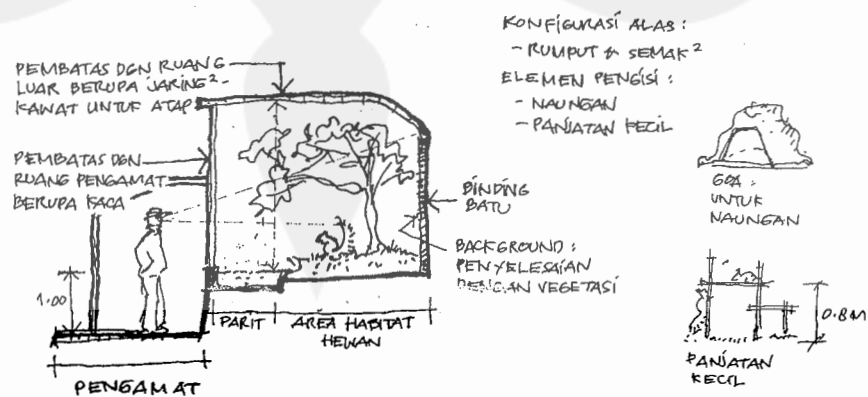 KONFIGURASI ALAS :
- RUMPUT & SEMAK²
ELEMEN PENGISI :
- NAUNGAN
- PANJATAN KECIL
PEMBATAS DGN RUANG
LUAR BERUPA JARING²-
KAWAT UNTUK ATAP
PEMBATAS DGN
RUANG PENGAMAT
BERUPA KACA
1.00
PENGAMAT
PARIT
AREA HABITAT
HEWAN
DINDING
BATU
BACKGROUND :
PENYELESAIAN
DENGAN VEGETASI
GOA :
UNTUK
NAUNGAN
0.8M
PANJATAN
KECIL